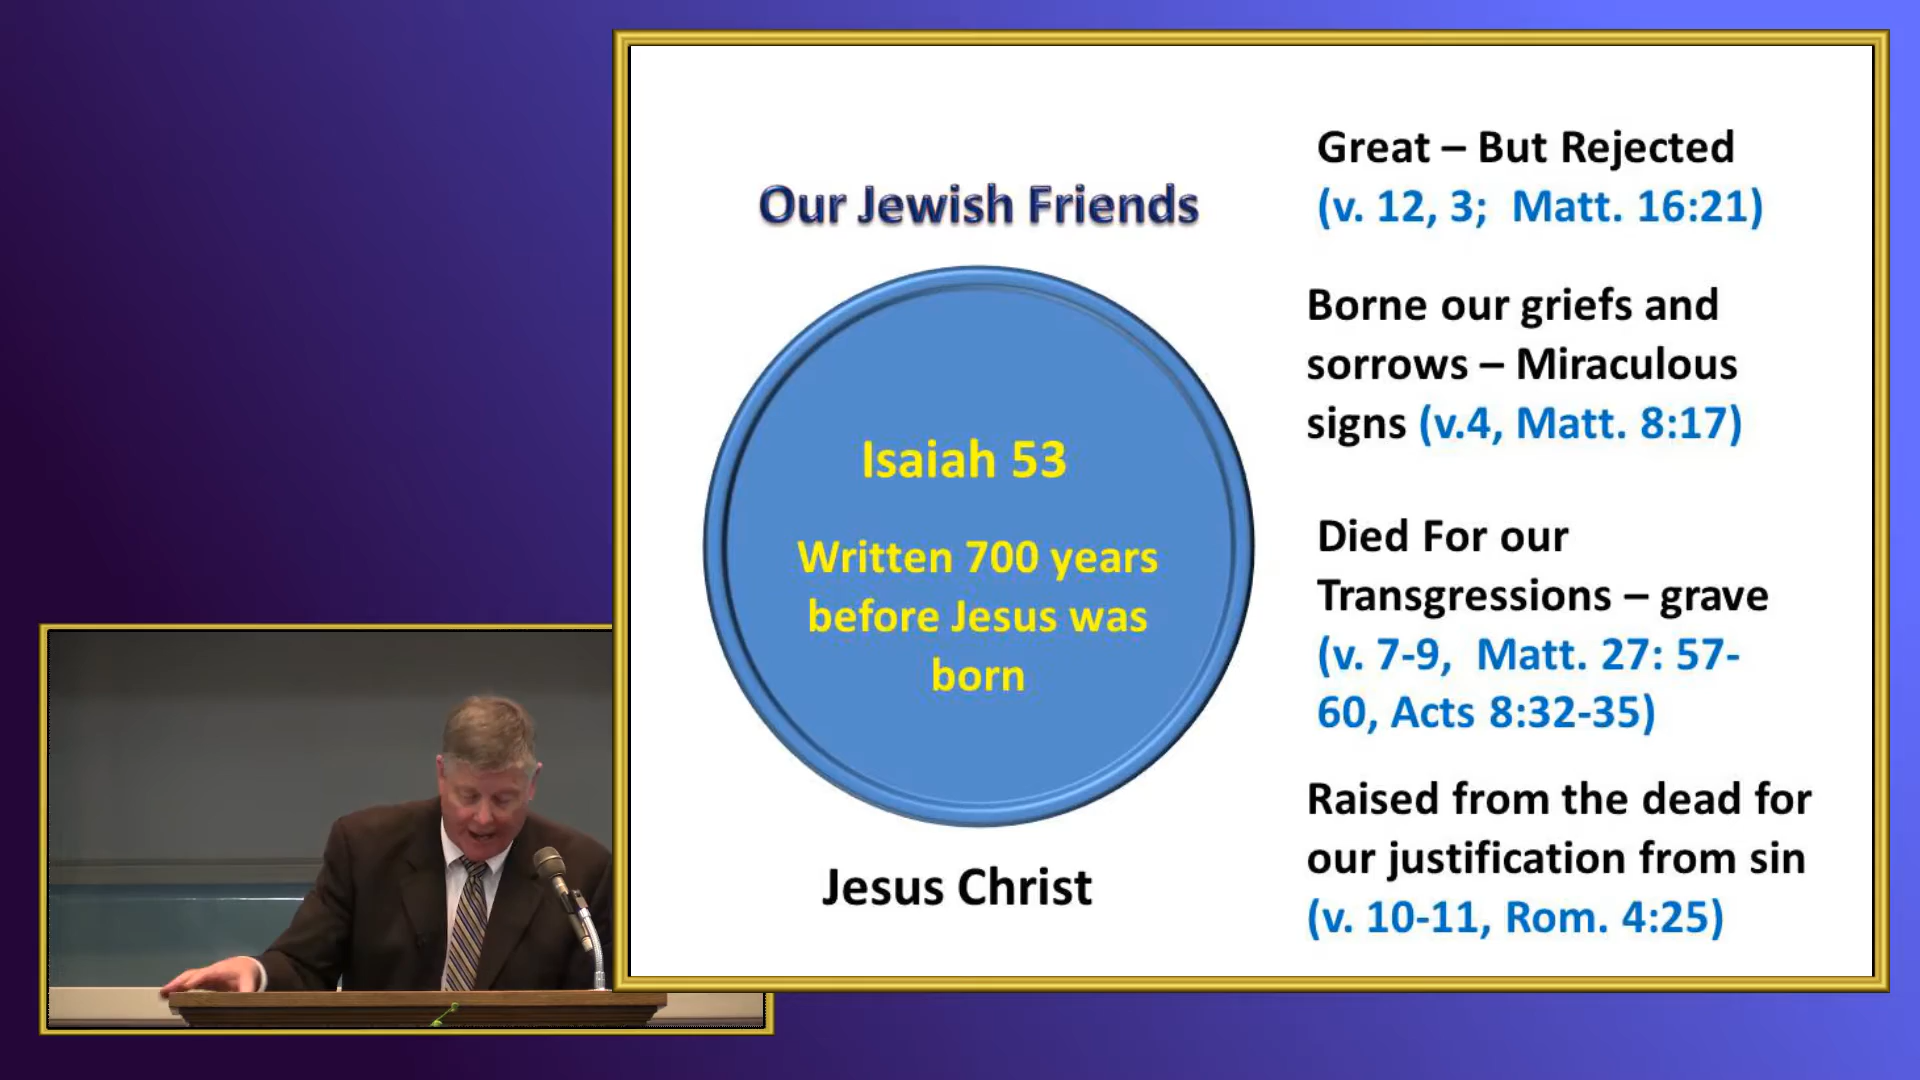 Our Jewish Friends
Isaiah 53
Written 700 years
before Jesus was
born
Jesus Christ
Great – But Rejected
(v. 12, 3;  Matt. 16:21)
Borne our griefs and
sorrows – Miraculous
signs (v.4, Matt. 8:17)
Died For our
Transgressions – grave
(v. 7-9,  Matt. 27: 57-
60, Acts 8:32-35)
Raised from the dead for
our justification from sin
(v. 10-11, Rom. 4:25)